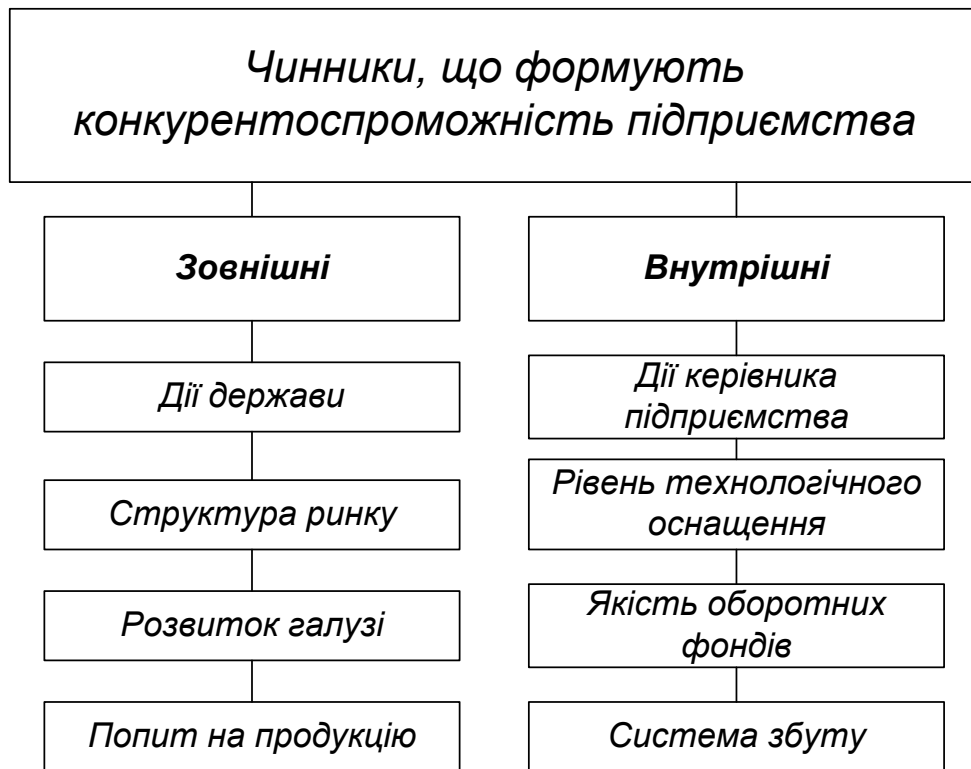 Чинники, що формують
конкурентоспроможність підприємства
Зовнішні
Дії держави
Структура ринку
Розвиток галузі
Попит на продукцію
Внутрішні
Дії керівника
підприємства
Рівень технологічного
оснащення
Якість оборотних
фондів
Система збуту